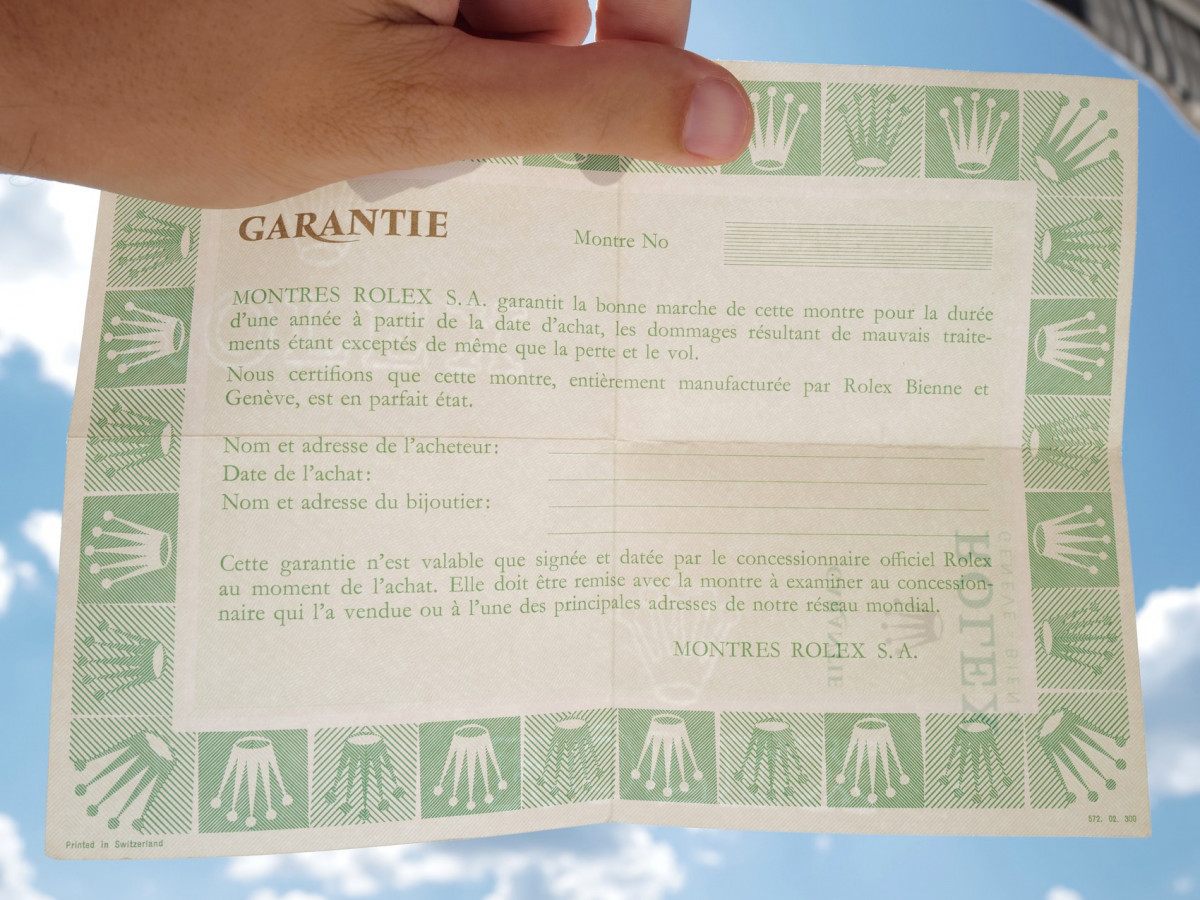 GARANTIE
Montre No
MONTRES ROLEX S.A. garantit la bonne marche de cette montre pour la durée
d'une année à partir de la date d'achat, les dommages résultant de mauvais traite-
ments étant exceptés de même que la perte et le vol.
Nous certifions que cette montre, entièrement manufacturée par Rolex Bienne et
Genève, est en parfait état.
Nom et adresse de l'acheteur:
Date de l'achat:
Nom et adresse du bijoutier:
Cette garantie n'est valable que signée et datée par le concessionnaire officiel Rolex
au moment de l'achat. Elle doit être remise avec la montre à examiner au concession-
naire qui l'a vendue ou à l'une des principales adresses de notre réseau mondial.
MONTRES ROLEX S.A.
GARANTIE
ROLEX
GENÈVE - BIEN
Printed in Switzerland
572. 02. 300